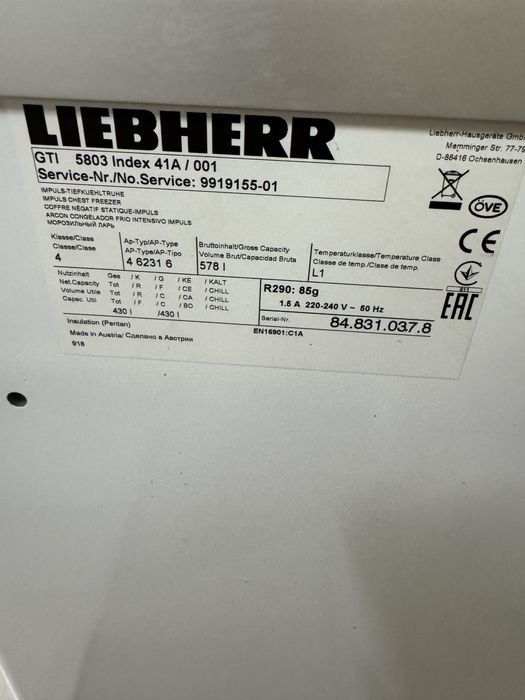 LIEBHERR
Liebherr-Hausgeräte Gmb
Memminger Str. 77-79
D-88416 Ochsenhausen
GTI 5803 Index 41A / 001
Service-Nr./No.Service: 9919155-01
IMPULS-TIEFKUEHLTRUHE
IMPULS CHEST FREEZER
COFFRE NÉGATIF STATIQUE-IMPULS
ARCON CONGELADOR FRIO INTENSIVO IMPULS
МОРОЗИЛЬНЫЙ ЛАРЬ
ÖVE
CE
Klasse/Class
Classe/Clase
4
Ap-Typ/AP-Type
AP-Type/AP-Tipo
4 6231 6
Bruttoinhalt/Gross Capacity
Volume Brut/Capacidad Bruta
578 l
Temperaturklasse/Temperature Class
Classe de temp./Clase de temp.
L1
011
EAC
Nutzinhalt Ges /K /G /KE /KALT
Net.Capacity Tot /R /F /CE /CHILL
Volume Utile Tot /R /C /CA /CHILL
Capac. Util Tot /F /C /BO /CHILL
430 l /430 l
R290: 85g
1.5 A 220-240 V ~ 50 Hz
Serial-Nr. 84.831.037.8
Insulation (Pentan)
EN16901:C1A
Made in Austria/ Сделано в Австрии
918